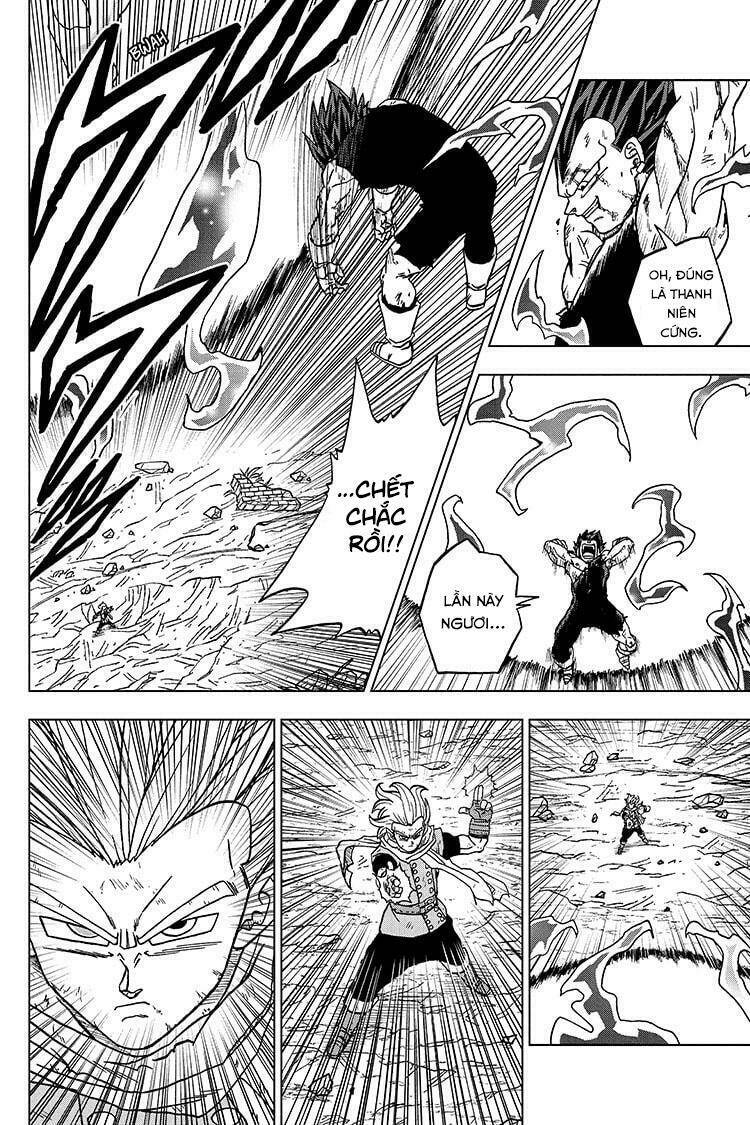 OH, ĐÚNG
LÀ THANH
NIÊN
CỨNG.
LẦN NÀY
NGƯƠI...
...CHẾT
CHẮC
RỒI!!
BWAH